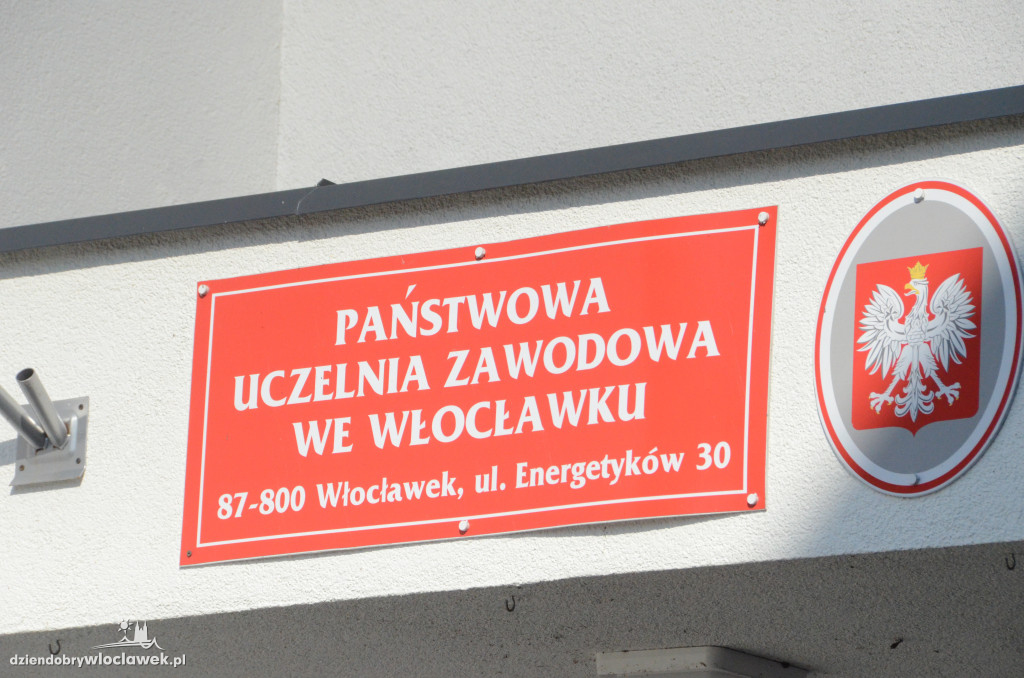 PAŃSTWOWA
UCZELNIA ZAWODOWA
WE WŁOCŁAWKU
87-800 Włocławek, ul. Energetyków 30
dziendobrywloclawek.pl